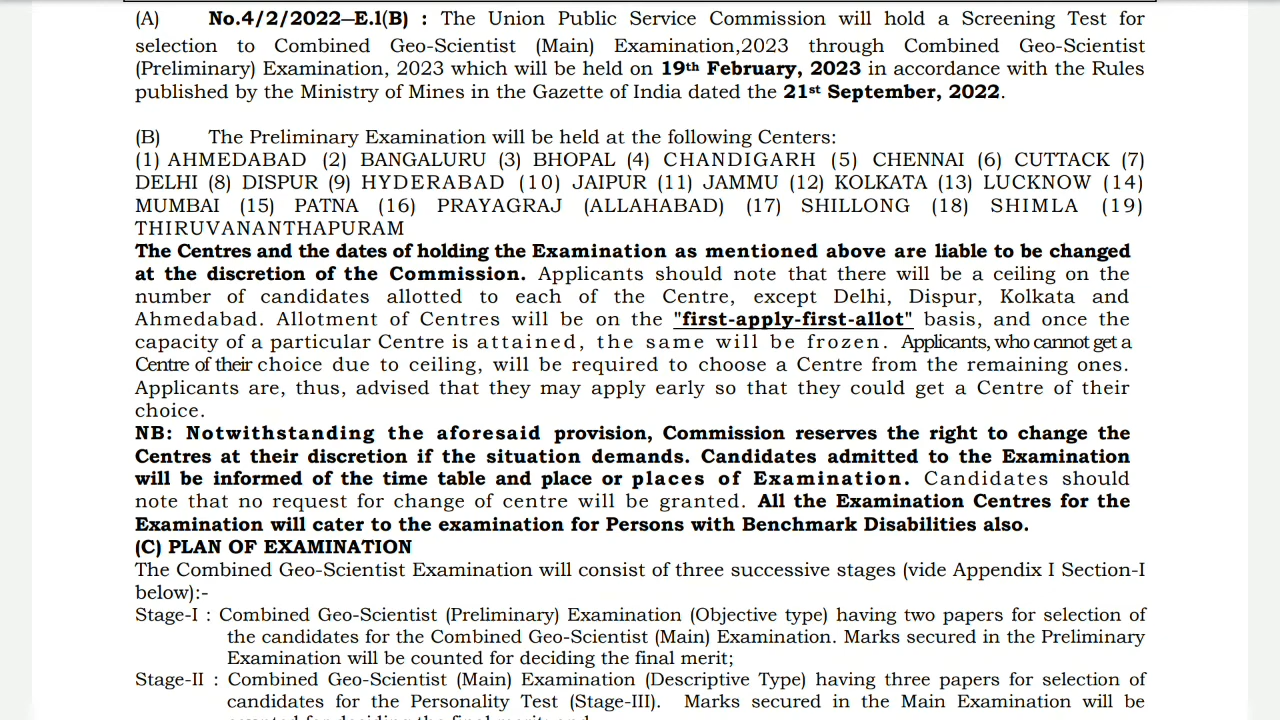 (A) No.4/2/2022—E.I(B) : The Union Public Service Commission will hold a Screening Test for
selection to Combined Geo-Scientist (Main) Examination,2023 through Combined Geo-Scientist
(Preliminary) Examination, 2023 which will be held on 19th February, 2023 in accordance with the Rules
published by the Ministry of Mines in the Gazette of India dated the 21st September, 2022.
(B) The Preliminary Examination will be held at the following Centers:
(1) AHMEDABAD (2) BANGALURU (3) BHOPAL (4) CHANDIGARH (5) CHENNAI (6) CUTTACK (7)
DELHI (8) DISPUR (9) HYDERABAD (10) JAIPUR (11) JAMMU (12) KOLKATA (13) LUCKNOW (14)
MUMBAI (15) PATNA (16) PRAYAGRAJ (ALLAHABAD) (17) SHILLONG (18) SHIMLA (19)
THIRUVANANTHAPURAM
The Centres and the dates of holding the Examination as mentioned above are liable to be changed
at the discretion of the Commission. Applicants should note that there will be a ceiling on the
number of candidates allotted to each of the Centre, except Delhi, Dispur, Kolkata and
Ahmedabad. Allotment of Centres will be on the "first-apply-first-allot" basis, and once the
capacity of a particular Centre is attained, the same will be frozen. Applicants, who cannot get a
Centre of their choice due to ceiling, will be required to choose a Centre from the remaining ones.
Applicants are, thus, advised that they may apply early so that they could get a Centre of their
choice.
NB: Notwithstanding the aforesaid provision, Commission reserves the right to change the
Centres at their discretion if the situation demands. Candidates admitted to the Examination
will be informed of the time table and place or places of Examination. Candidates should
note that no request for change of centre will be granted. All the Examination Centres for the
Examination will cater to the examination for Persons with Benchmark Disabilities also.
(C) PLAN OF EXAMINATION
The Combined Geo-Scientist Examination will consist of three successive stages (vide Appendix I Section-I
below):-
Stage-I : Combined Geo-Scientist (Preliminary) Examination (Objective type) having two papers for selection of
the candidates for the Combined Geo-Scientist (Main) Examination. Marks secured in the Preliminary
Examination will be counted for deciding the final merit;
Stage-II : Combined Geo-Scientist (Main) Examination (Descriptive Type) having three papers for selection of
candidates for the Personality Test (Stage-III). Marks secured in the Main Examination will be